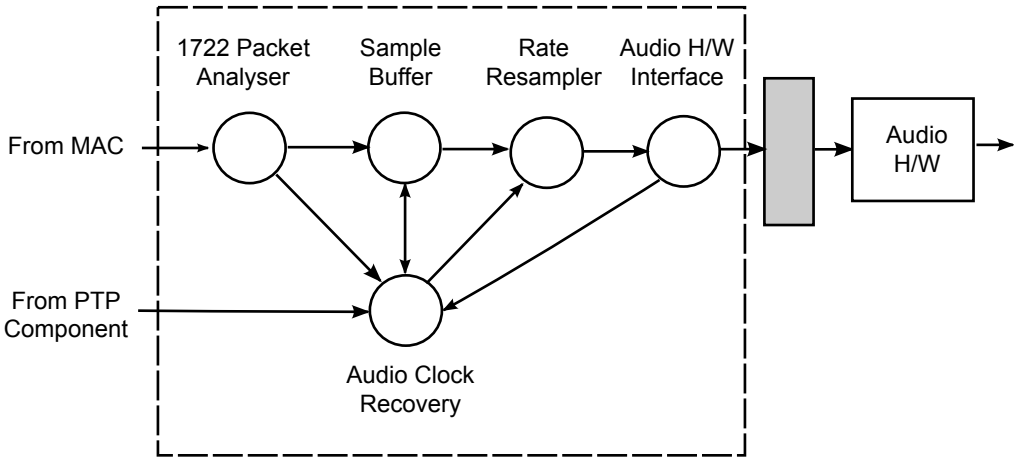 1722 Packet
Analyser
Sample
Buffer
Rate
Resampler
Audio H/W
Interface
From MAC
Audio
H/W
From PTP
Component
Audio Clock
Recovery